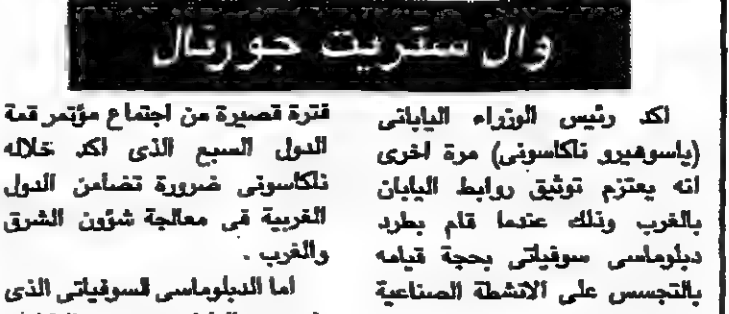 وال ستريت جورنال
اكد رئيس الوزراء الياباني
(ياسوهيرو ناكاسونى) مرة اخرى
انه يعتزم توثيق روابط اليابان
بالغرب وذلك عندما قام بطرد
دبلوماسى سوفياتى بحجة قيامه
بالتجسس على الانشطة الصناعية
فترة قصيرة من اجتماع مؤتمر قمة
الدول السبع الذى اكد خلاله
ناكاسونى ضرورة تضامن الدول
الغربية فى معالجة شؤون الشرق
والغرب .
اما الدبلوماسى السوفياتى الذى